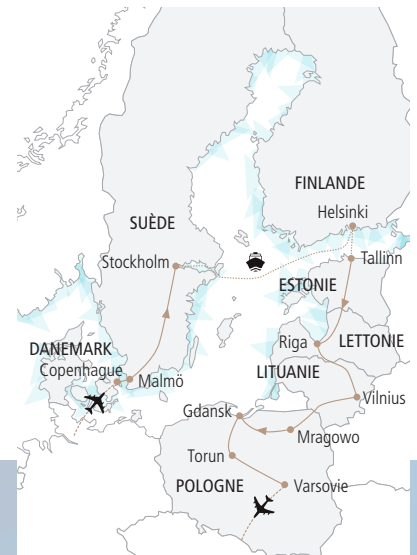 FINLANDE
Helsinki
SUÈDE
Stockholm
Tallinn
ESTONIE
Riga
LETTONIE
DANEMARK
Copenhague
Malmö
LITUANIE
Vilnius
Gdansk
Mragowo
Torun
POLOGNE
Varsovie